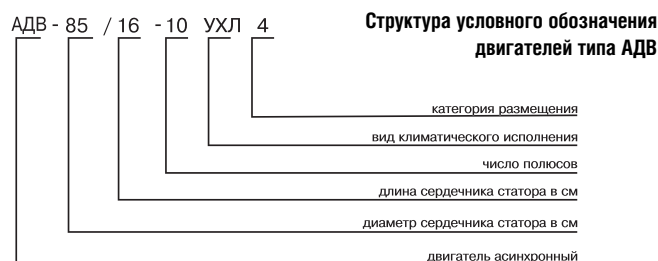 АДВ - 85 / 16 - 10 УХЛ 4
Структура условного обозначения
двигателей типа АДВ
категория размещения
вид климатического исполнения
число полюсов
длина сердечника статора в см
диаметр сердечника статора в см
двигатель асинхронный